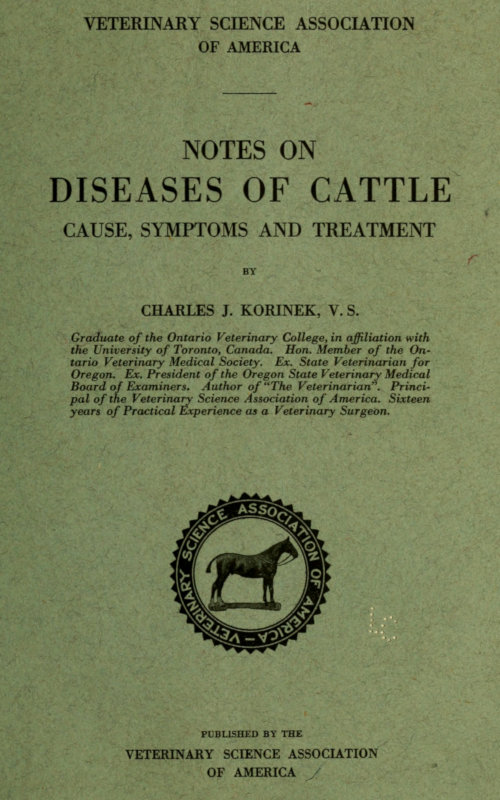 VETERINARY SCIENCE ASSOCIATION
OF AMERICA
NOTES ON
DISEASES OF CATTLE
CAUSE, SYMPTOMS AND TREATMENT
BY
CHARLES J. KORINEK, V. S.
Graduate of the Ontario Veterinary College, in affiliation with
the University of Toronto, Canada. Hon. Member of the On-
tario Veterinary Medical Society. Ex. State Veterinarian for
Oregon. Ex. President of the Oregon State Veterinary Medical
Board of Examiners. Author of "The Veterinarian". Princi-
pal of the Veterinary Science Association of America. Sixteen
years of Practical Experience as a Veterinary Surgeon.
VETERINARY SCIENCE ASSOCIATION OF AMERICA
LC
PUBLISHED BY THE
VETERINARY SCIENCE ASSOCIATION
OF AMERICA